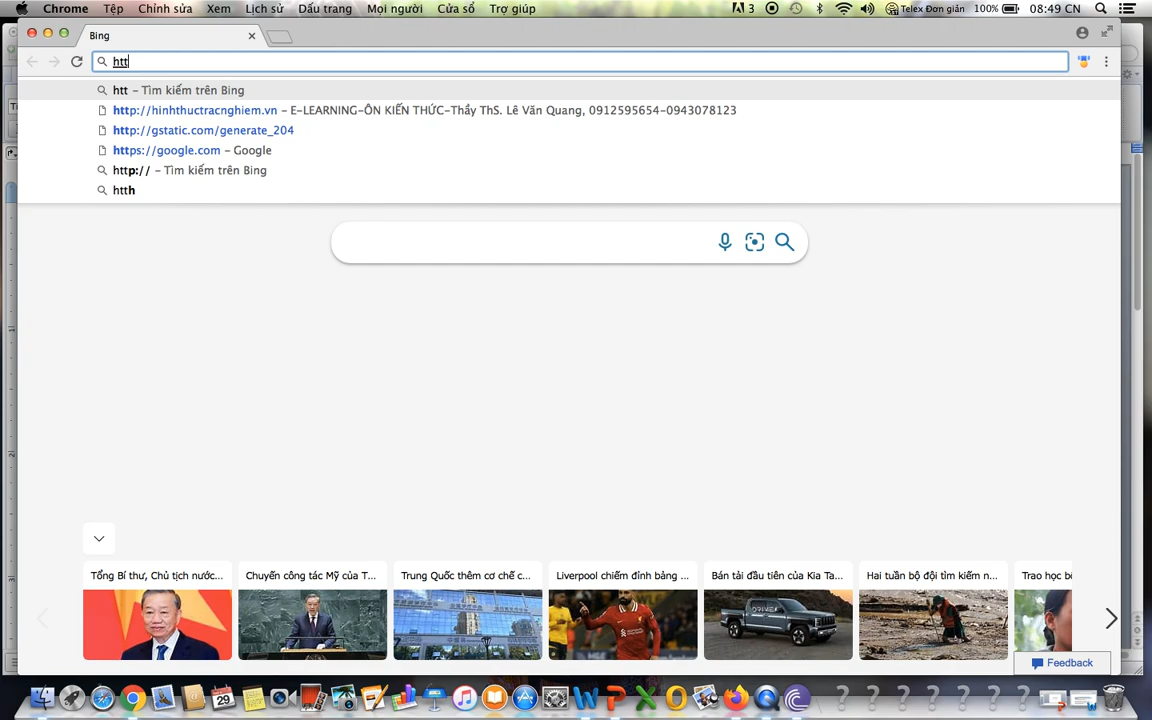 Chrome Tệp Chỉnh sửa Xem Lịch sử Dấu trang Mọi người Cửa sổ Trợ giúp 3 Telex Đơn giản 100% 08:49 CN
Bing
htt
htt – Tìm kiếm trên Bing
http://hinhthuctracnghiem.vn – E-LEARNING-ÔN KIẾN THỨC-Thầy ThS. Lê Văn Quang, 0912595654-0943078123
http://gstatic.com/generate_204
https://google.com – Google
http:// – Tìm kiếm trên Bing
htth
Tổng Bí thư, Chủ tịch nước...
Chuyến công tác Mỹ của T...
Trung Quốc thêm cơ chế c...
Liverpool chiếm đỉnh bảng ...
Bán tải đầu tiên của Kia Ta...
Hai tuần bộ đội tìm kiếm n...
Trao học bổ
Feedback
29